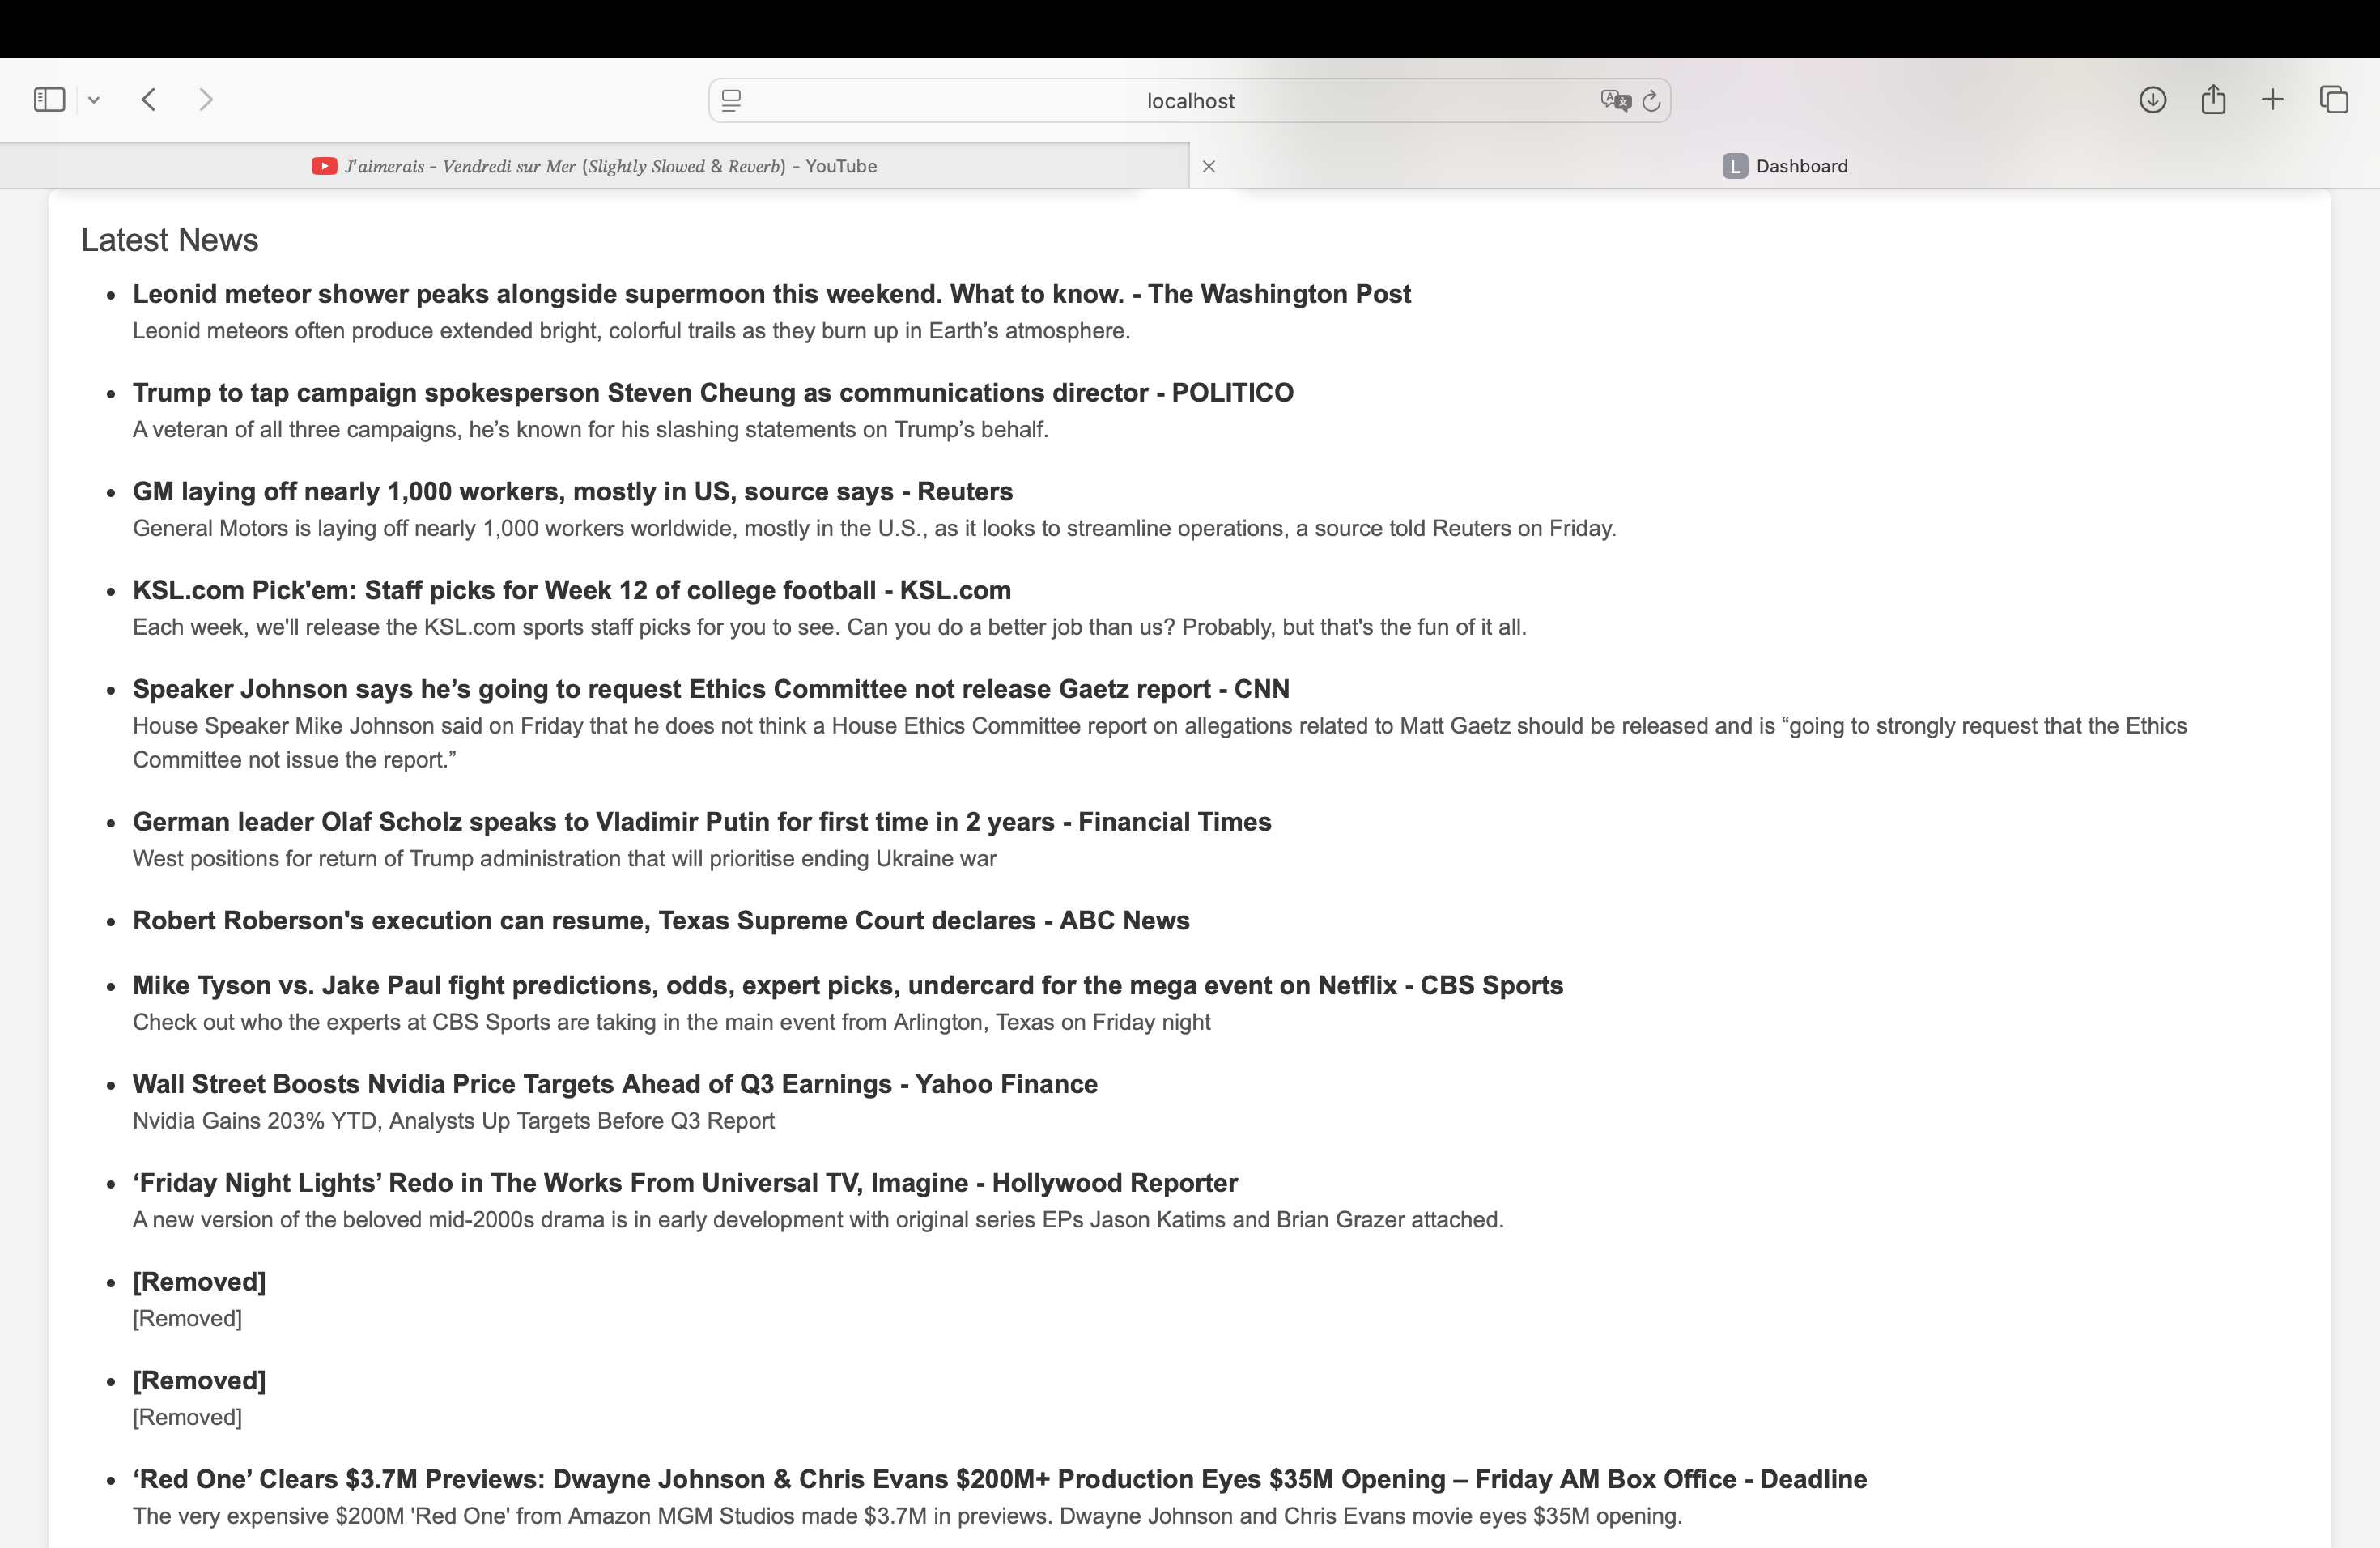 localhost
J'aimerais - Vendredi sur Mer (Slightly Slowed & Reverb) - YouTube
L Dashboard
Latest News
• Leonid meteor shower peaks alongside supermoon this weekend. What to know. - The Washington Post
Leonid meteors often produce extended bright, colorful trails as they burn up in Earth’s atmosphere.
• Trump to tap campaign spokesperson Steven Cheung as communications director - POLITICO
A veteran of all three campaigns, he’s known for his slashing statements on Trump’s behalf.
• GM laying off nearly 1,000 workers, mostly in US, source says - Reuters
General Motors is laying off nearly 1,000 workers worldwide, mostly in the U.S., as it looks to streamline operations, a source told Reuters on Friday.
• KSL.com Pick'em: Staff picks for Week 12 of college football - KSL.com
Each week, we'll release the KSL.com sports staff picks for you to see. Can you do a better job than us? Probably, but that's the fun of it all.
• Speaker Johnson says he’s going to request Ethics Committee not release Gaetz report - CNN
House Speaker Mike Johnson said on Friday that he does not think a House Ethics Committee report on allegations related to Matt Gaetz should be released and is “going to strongly request that the Ethics
Committee not issue the report.”
• German leader Olaf Scholz speaks to Vladimir Putin for first time in 2 years - Financial Times
West positions for return of Trump administration that will prioritise ending Ukraine war
• Robert Roberson's execution can resume, Texas Supreme Court declares - ABC News
• Mike Tyson vs. Jake Paul fight predictions, odds, expert picks, undercard for the mega event on Netflix - CBS Sports
Check out who the experts at CBS Sports are taking in the main event from Arlington, Texas on Friday night
• Wall Street Boosts Nvidia Price Targets Ahead of Q3 Earnings - Yahoo Finance
Nvidia Gains 203% YTD, Analysts Up Targets Before Q3 Report
• ‘Friday Night Lights’ Redo in The Works From Universal TV, Imagine - Hollywood Reporter
A new version of the beloved mid-2000s drama is in early development with original series EPs Jason Katims and Brian Grazer attached.
• [Removed]
[Removed]
• [Removed]
[Removed]
• ‘Red One’ Clears $3.7M Previews: Dwayne Johnson & Chris Evans $200M+ Production Eyes $35M Opening – Friday AM Box Office - Deadline
The very expensive $200M 'Red One' from Amazon MGM Studios made $3.7M in previews. Dwayne Johnson and Chris Evans movie eyes $35M opening.